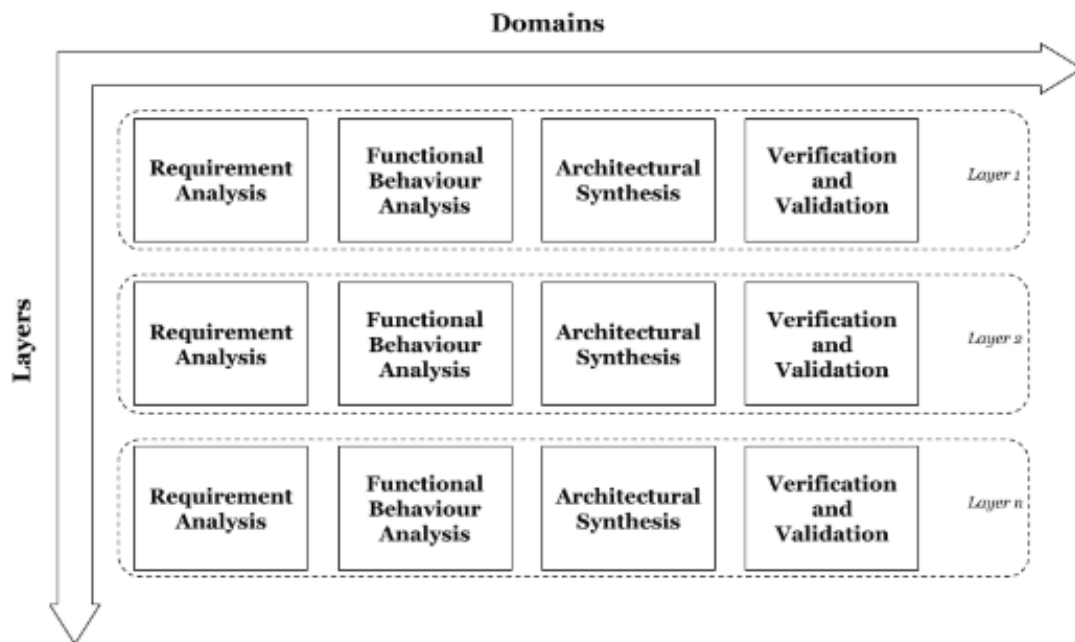 Domains
Requirement
Analysis
Functional
Behaviour
Analysis
Architectural
Synthesis
Verification
and
Validation
Layer 1
Layers
Requirement
Analysis
Functional
Behaviour
Analysis
Architectural
Synthesis
Verification
and
Validation
Layer 2
Requirement
Analysis
Functional
Behaviour
Analysis
Architectural
Synthesis
Verification
and
Validation
Layer n